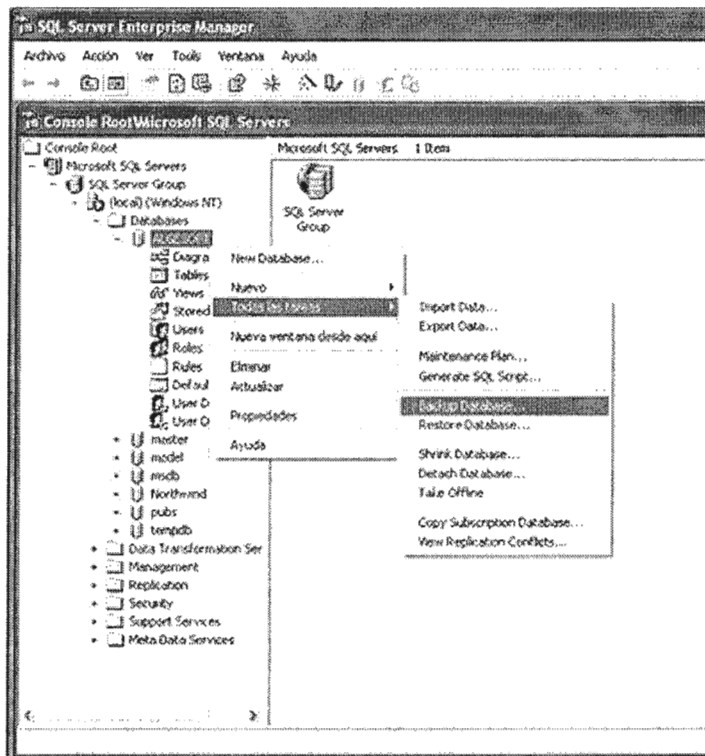 SQL Server Enterprise Manager
Archivo Acción Ver Tools Ventana Ayuda
Console Root\Microsoft SQL Servers
Console Root
Microsoft SQL Servers 1 Item
Microsoft SQL Servers
SQL Server Group
(local) (Windows NT)
Databases
Diagra
Tables
Views
Stored
Users
Roles
Rules
Defaul
User D
User D
master
model
msdb
Northwind
pubs
tempdb
Data Transformation Ser
Management
Replication
Security
Support Services
Meta Data Services
SQL Server
Group
New Database...
Nuevo
Todas las tareas
Nueva ventana desde aquí
Eliminar
Actualizar
Propiedades
Ayuda
Import Data...
Export Data...
Maintenance Plan...
Generate SQL Script...
Backup Database...
Restore Database...
Shrink Database...
Detach Database...
Take Offline
Copy Subscription Database...
View Replication Conflicts...